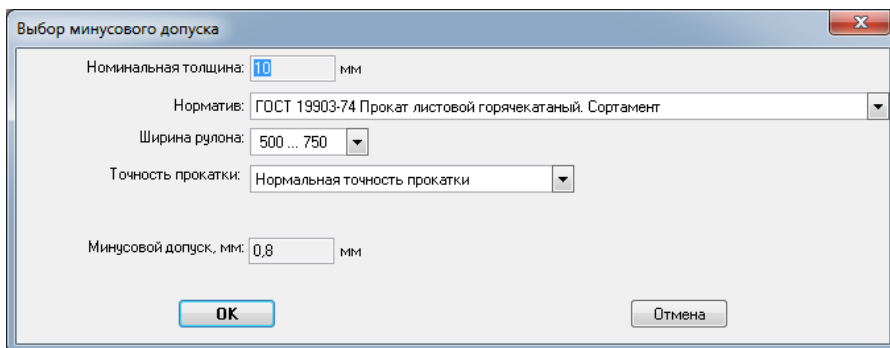 Выбор минусового допуска
Номинальная толщина: 10 мм
Норматив: ГОСТ 19903-74 Прокат листовой горячекатаный. Сортамент
Ширина рулона: 500 ... 750
Точность прокатки: Нормальная точность прокатки
Минусовой допуск, мм: 0,8 мм
ОК Отмена